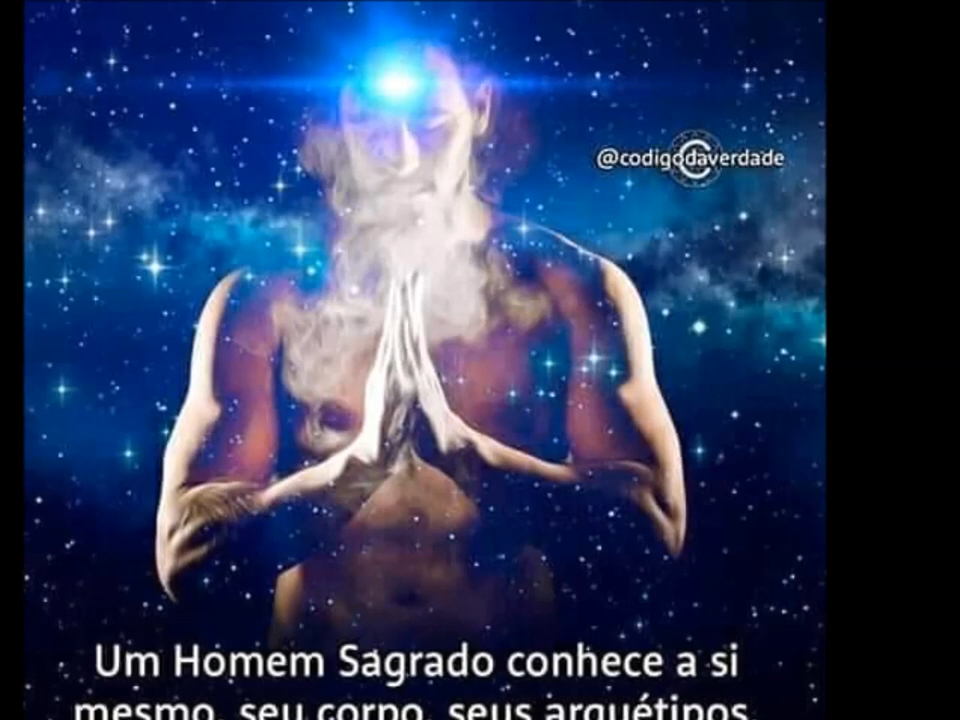 @codigodaverdade
Um Homem Sagrado conhece a si
mesmo, seu corpo, seus arquétipos